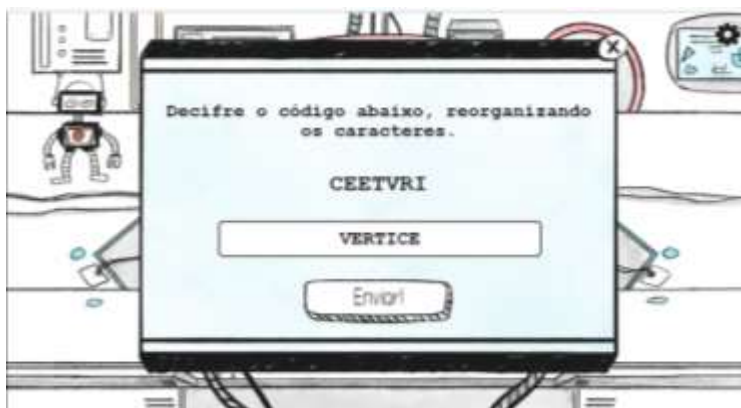 Decifre o código abaixo, reorganizando
os caracteres.
CEETVRI
VERTICE
Enviar!